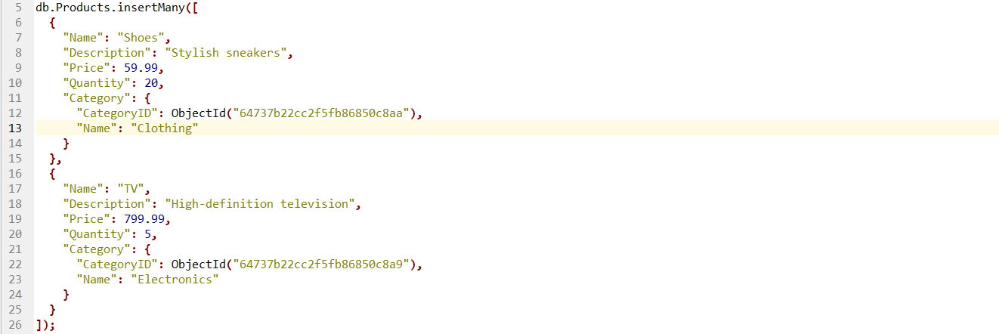 5 db.Products.insertMany([
6 {
7 "Name": "Shoes",
8 "Description": "Stylish sneakers",
9 "Price": 59.99,
10 "Quantity": 20,
11 "Category": {
12 "CategoryID": ObjectId("64737b22cc2f5fb86850c8aa"),
13 "Name": "Clothing"
14 }
15 },
16 {
17 "Name": "TV",
18 "Description": "High-definition television",
19 "Price": 799.99,
20 "Quantity": 5,
21 "Category": {
22 "CategoryID": ObjectId("64737b22cc2f5fb86850c8a9"),
23 "Name": "Electronics"
24 }
25 }
26 ]);